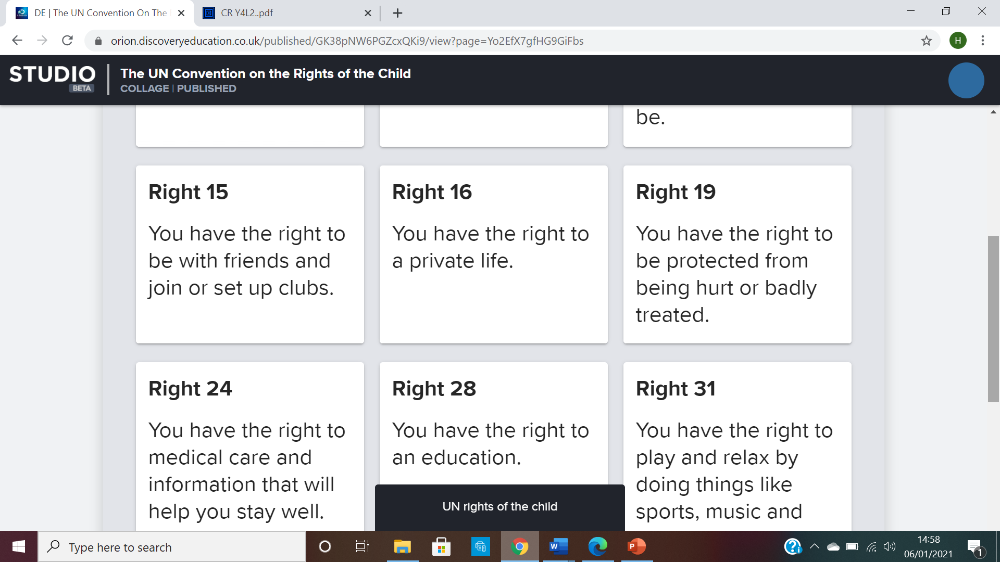 DE | The UN Convention On The
CR Y4L2..pdf
orion.discoveryeducation.co.uk/published/GK38pNW6PGZcxQKi9/view?page=Yo2EfX7gfHG9GiFbs
H
STUDIO
BETA
The UN Convention on the Rights of the Child
COLLAGE | PUBLISHED
be.
Right 15
You have the right to
be with friends and
join or set up clubs.
Right 16
You have the right to
a private life.
Right 19
You have the right to
be protected from
being hurt or badly
treated.
Right 24
You have the right to
medical care and
information that will
help you stay well.
Right 28
You have the right to
an education.
Right 31
You have the right to
play and relax by
doing things like
sports, music and
UN rights of the child
Type here to search
W
P
14:58
06/01/2021
1